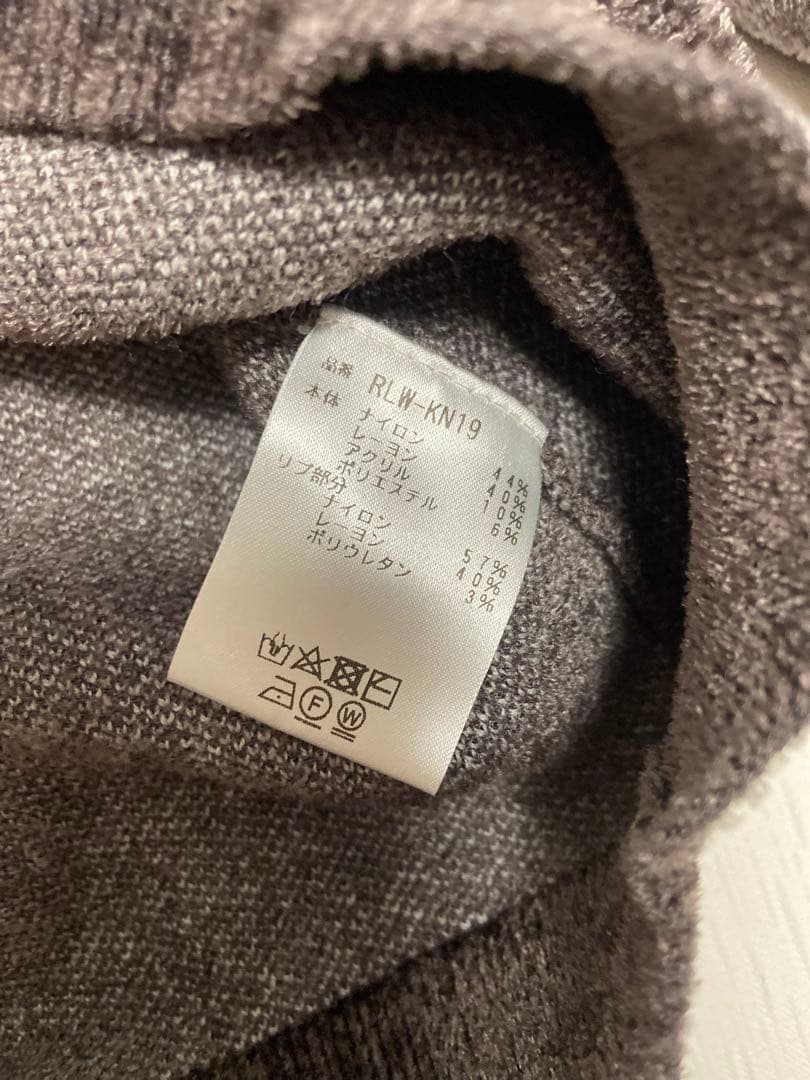 品番 RLW-KN19
本体 ナイロン 44%
レーヨン 40%
アクリル 10%
ポリエステル 6%
リブ部分
ナイロン 57%
レーヨン 40%
ポリウレタン 3%
F W